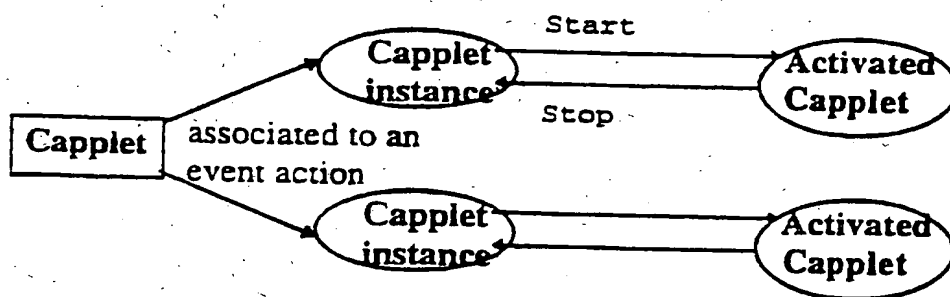 Start
Capplet
instance
Activated
Capplet
Stop
Capplet
associated to an
event action
Capplet
instance
Activated
Capplet